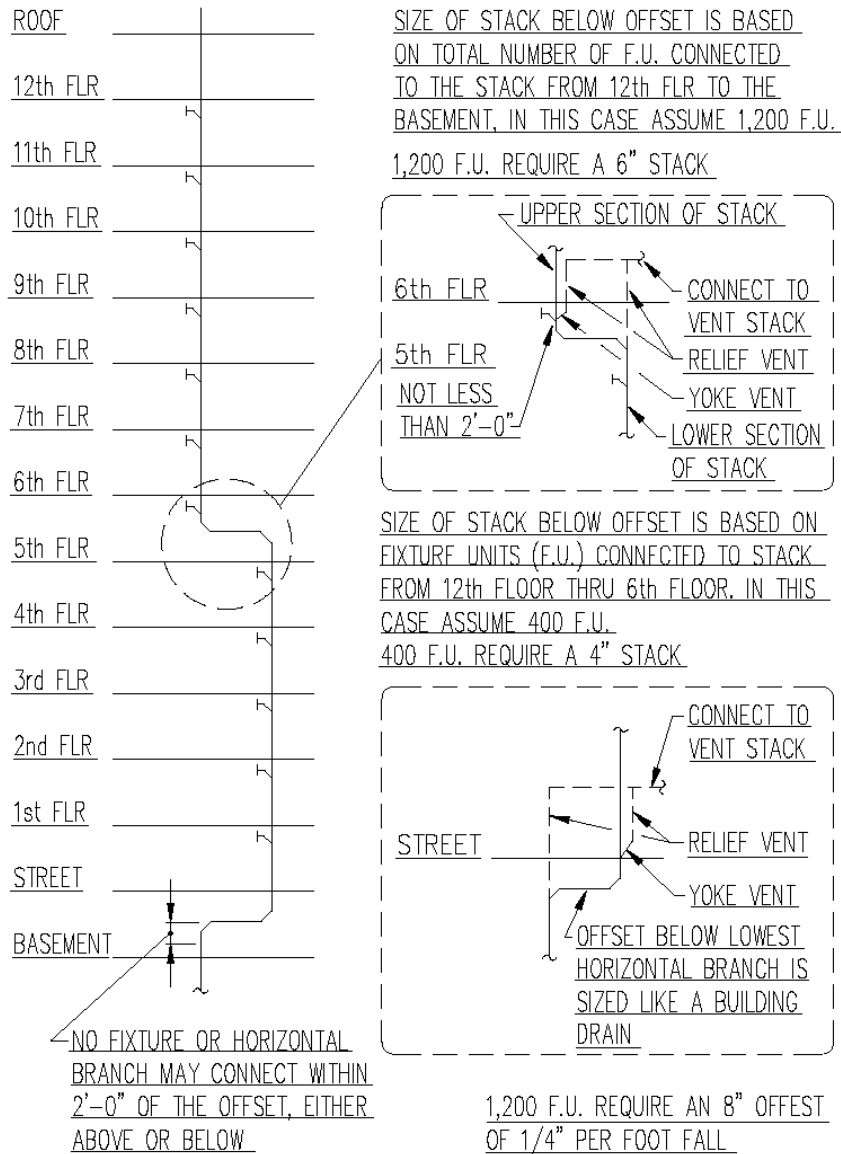 ROOF
12th FLR
11th FLR
10th FLR
9th FLR
8th FLR
7th FLR
6th FLR
5th FLR
4th FLR
3rd FLR
2nd FLR
1st FLR
STREET
BASEMENT
NO FIXTURE OR HORIZONTAL
BRANCH MAY CONNECT WITHIN
2'-0" OF THE OFFSET, EITHER
ABOVE OR BELOW
SIZE OF STACK BELOW OFFSET IS BASED
ON TOTAL NUMBER OF F.U. CONNECTED
TO THE STACK FROM 12th FLR TO THE
BASEMENT, IN THIS CASE ASSUME 1,200 F.U.
1,200 F.U. REQUIRE A 6" STACK
UPPER SECTION OF STACK
6th FLR
5th FLR
NOT LESS
THAN 2'-0"
CONNECT TO
VENT STACK
RELIEF VENT
YOKE VENT
LOWER SECTION
OF STACK
SIZE OF STACK BELOW OFFSET IS BASED ON
FIXTURE UNITS (F.U.) CONNECTED TO STACK
FROM 12th FLOOR THRU 6th FLOOR. IN THIS
CASE ASSUME 400 F.U.
400 F.U. REQUIRE A 4" STACK
CONNECT TO
VENT STACK
STREET
RELIEF VENT
YOKE VENT
OFFSET BELOW LOWEST
HORIZONTAL BRANCH IS
SIZED LIKE A BUILDING
DRAIN
1,200 F.U. REQUIRE AN 8" OFFEST
OF 1/4" PER FOOT FALL